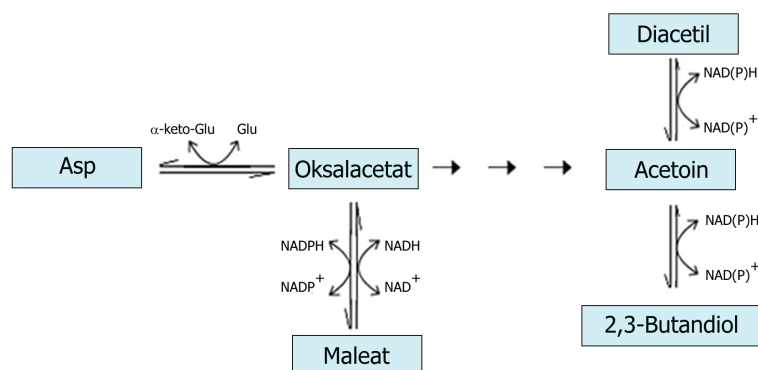 Diacetil
NAD(P)H
NAD(P)+
α-keto-Glu Glu
Asp
Oksalacetat
Acetoin
NADPH NADH
NADP+ NAD+
NAD(P)H
NAD(P)+
2,3-Butandiol
Maleat